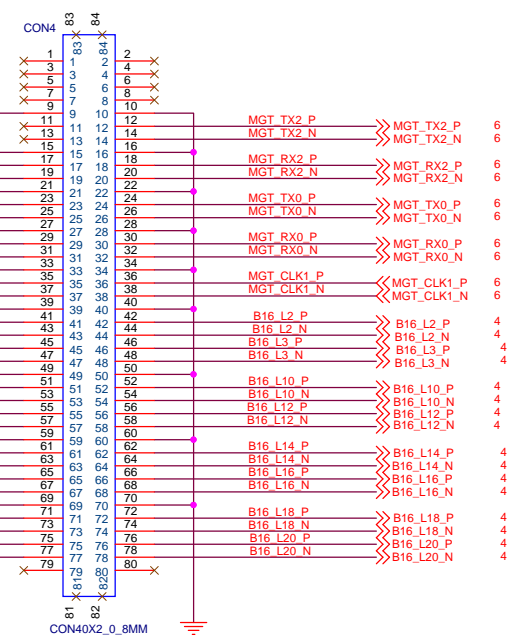 83 84
CON4
83 84
1 1 2 2
3 3 4 4
5 5 6 6
7 7 8 8
9 9 10 10
11 11 12 12 MGT_TX2_P MGT_TX2_P 6
13 13 14 14 MGT_TX2_N MGT_TX2_N 6
15 15 16 16
17 17 18 18 MGT_RX2_P MGT_RX2_P 6
19 19 20 20 MGT_RX2_N MGT_RX2_N 6
21 21 22 22
23 23 24 24 MGT_TX0_P MGT_TX0_P 6
25 25 26 26 MGT_TX0_N MGT_TX0_N 6
27 27 28 28
29 29 30 30 MGT_RX0_P MGT_RX0_P 6
31 31 32 32 MGT_RX0_N MGT_RX0_N 6
33 33 34 34
35 35 36 36 MGT_CLK1_P MGT_CLK1_P 6
37 37 38 38 MGT_CLK1_N MGT_CLK1_N 6
39 39 40 40
41 41 42 42 B16_L2_P B16_L2_P 4
43 43 44 44 B16_L2_N B16_L2_N 4
45 45 46 46 B16_L3_P B16_L3_P 4
47 47 48 48 B16_L3_N B16_L3_N 4
49 49 50 50
51 51 52 52 B16_L10_P B16_L10_P 4
53 53 54 54 B16_L10_N B16_L10_N 4
55 55 56 56 B16_L12_P B16_L12_P 4
57 57 58 58 B16_L12_N B16_L12_N 4
59 59 60 60
61 61 62 62 B16_L14_P B16_L14_P 4
63 63 64 64 B16_L14_N B16_L14_N 4
65 65 66 66 B16_L16_P B16_L16_P 4
67 67 68 68 B16_L16_N B16_L16_N 4
69 69 70 70
71 71 72 72 B16_L18_P B16_L18_P 4
73 73 74 74 B16_L18_N B16_L18_N 4
75 75 76 76 B16_L20_P B16_L20_P 4
77 77 78 78 B16_L20_N B16_L20_N 4
79 79 80 80
81 82
81 82
CON40X2_0_8MM